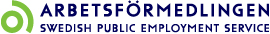 ARBETSFÖRMEDLINGEN
SWEDISH PUBLIC EMPLOYMENT SERVICE